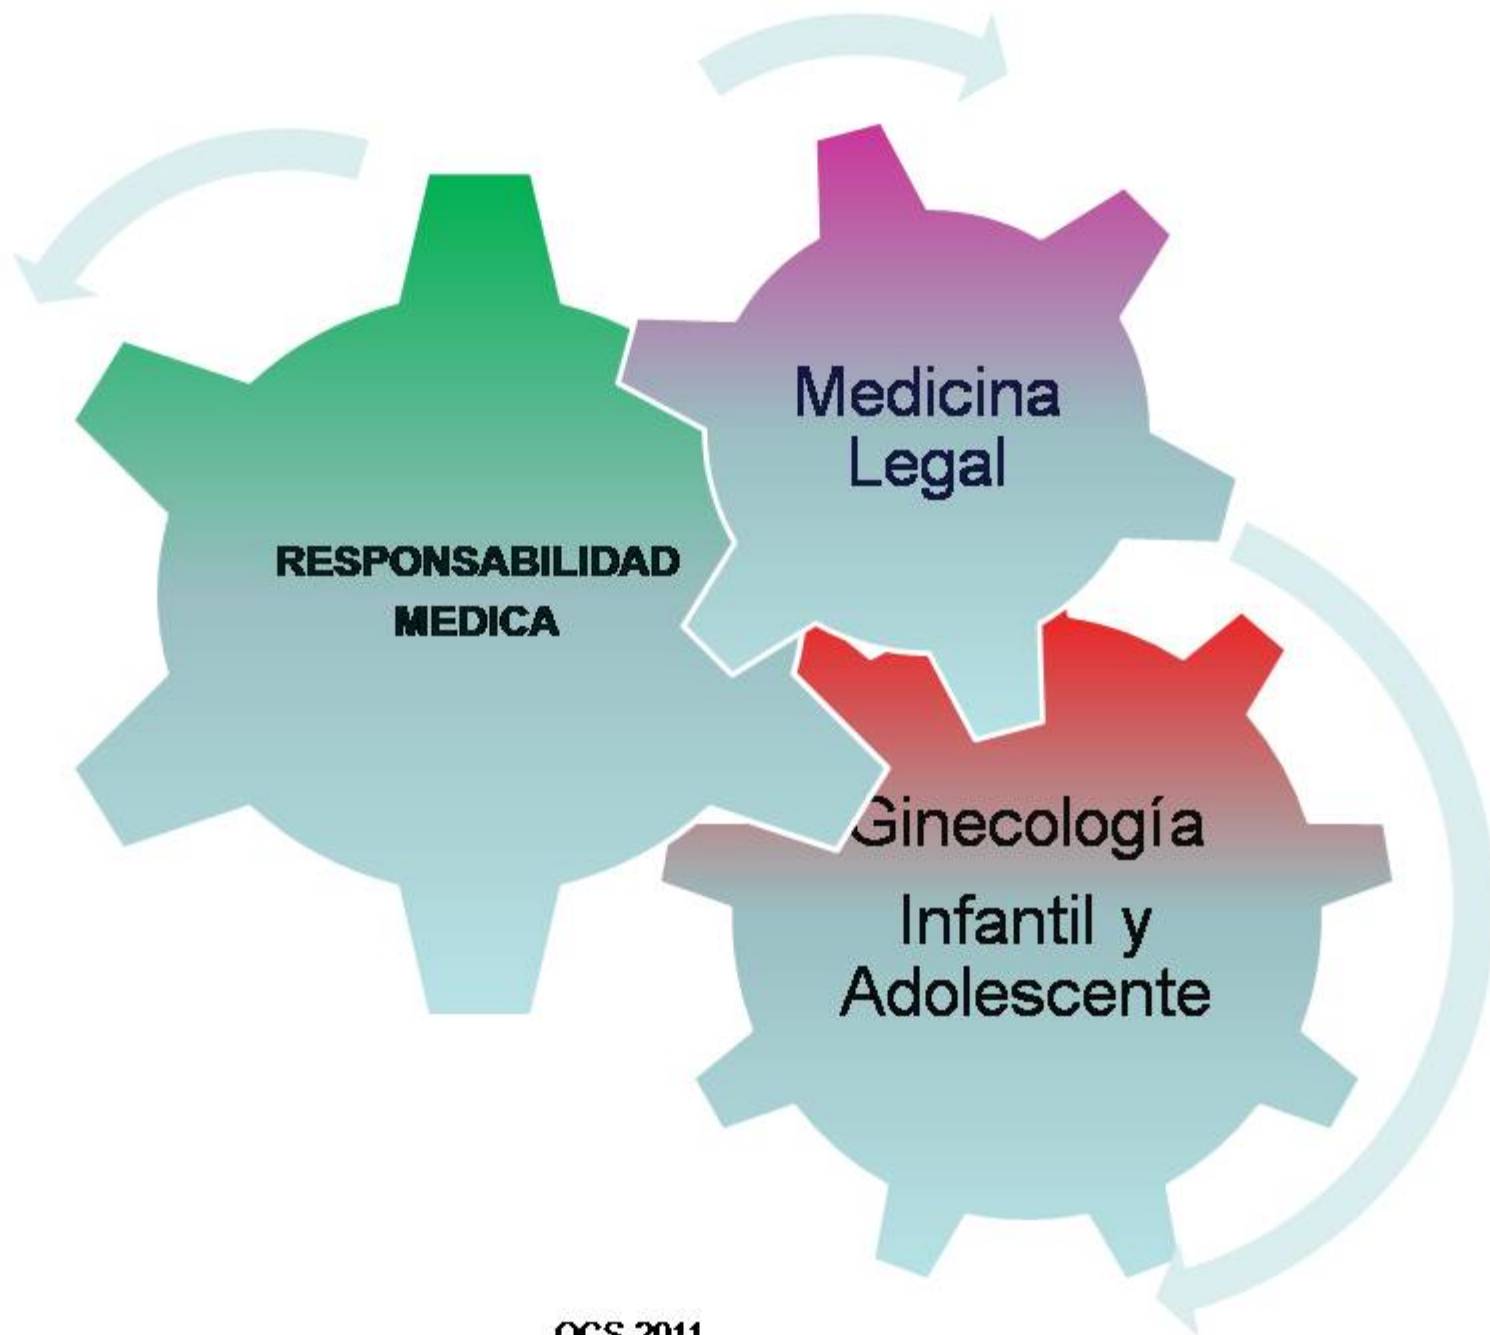 Medicina
Legal
RESPONSABILIDAD
MEDICA
Ginecología
Infantil y
Adolescente
OCS 2011